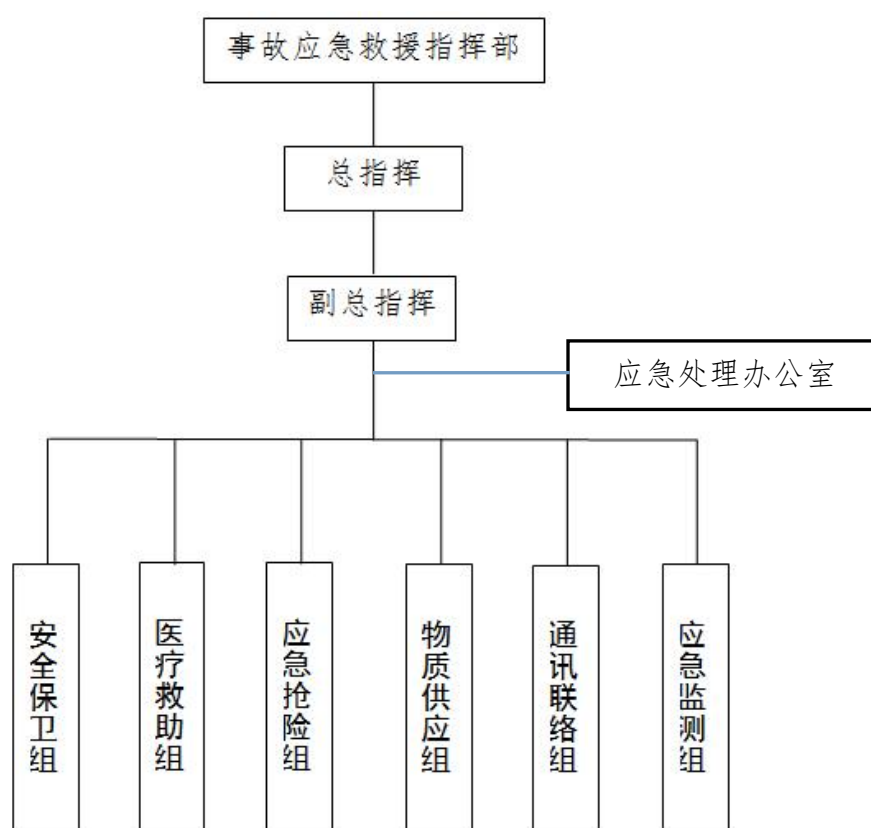 事故应急救援指挥部
总指挥
副总指挥
应急处理办公室
安全保卫组
医疗救助组
应急抢险组
物质供应组
通讯联络组
应急监测组